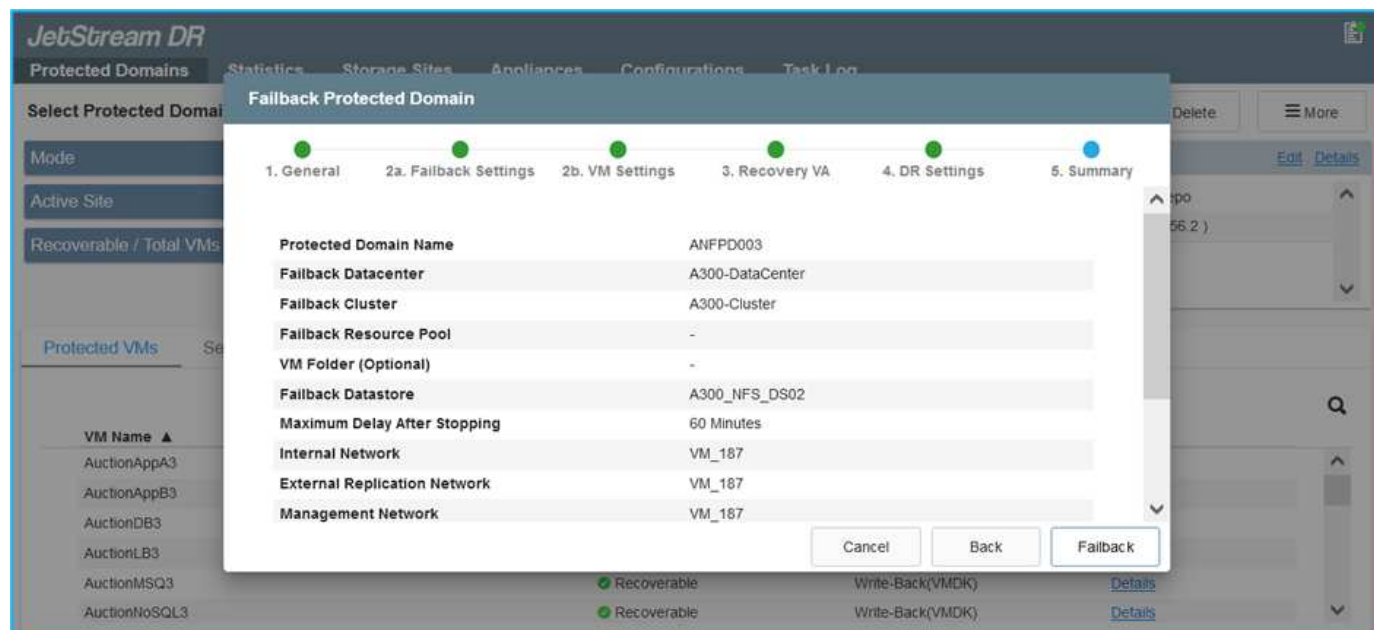 JetStream DR
Protected Domains Statistics Storage Sites Appliances Configurations Task Log
Select Protected Domai Delete More
Failback Protected Domain
Mode Edit Details
1. General 2a. Failback Settings 2b. VM Settings 3. Recovery VA 4. DR Settings 5. Summary
Active Site po
Recoverable / Total VMs 56.2 )
Protected Domain Name ANFPD003
Failback Datacenter A300-DataCenter
Failback Cluster A300-Cluster
Failback Resource Pool -
VM Folder (Optional) -
Failback Datastore A300_NFS_DS02
Maximum Delay After Stopping 60 Minutes
Internal Network VM_187
External Replication Network VM_187
Management Network VM_187
Cancel Back Failback
Protected VMs Se
VM Name ▲
AuctionAppA3
AuctionAppB3
AuctionDB3
AuctionLB3
AuctionMSQ3 Recoverable Write-Back(VMDK) Details
AuctionNoSQL3 Recoverable Write-Back(VMDK) Details